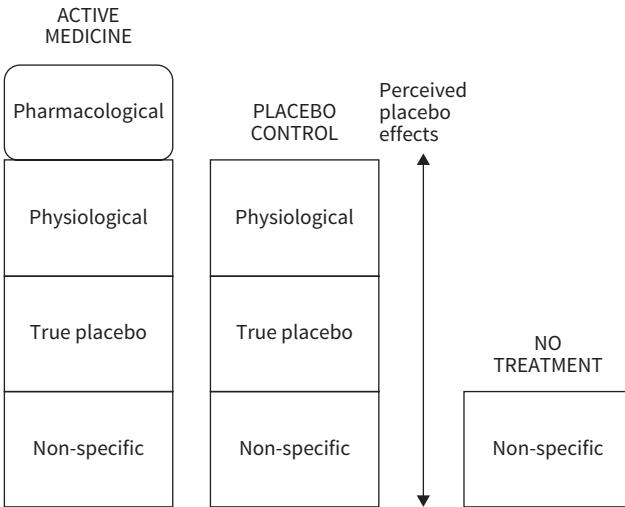 ACTIVE
MEDICINE
Pharmacological
Physiological
True placebo
Non-specific
PLACEBO
CONTROL
Physiological
True placebo
Non-specific
Perceived
placebo
effects
NO
TREATMENT
Non-specific